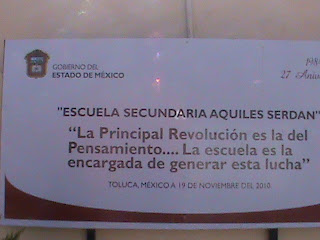 GOBIERNO DEL
ESTADO DE MÉXICO
27 Aniv
"ESCUELA SECUNDARIA AQUILES SERDAN"
“La Principal Revolución es la del
Pensamiento.... La escuela es la
encargada de generar esta lucha”
TOLUCA, MÉXICO A 19 DE NOVIEMBRE DEL 2010.